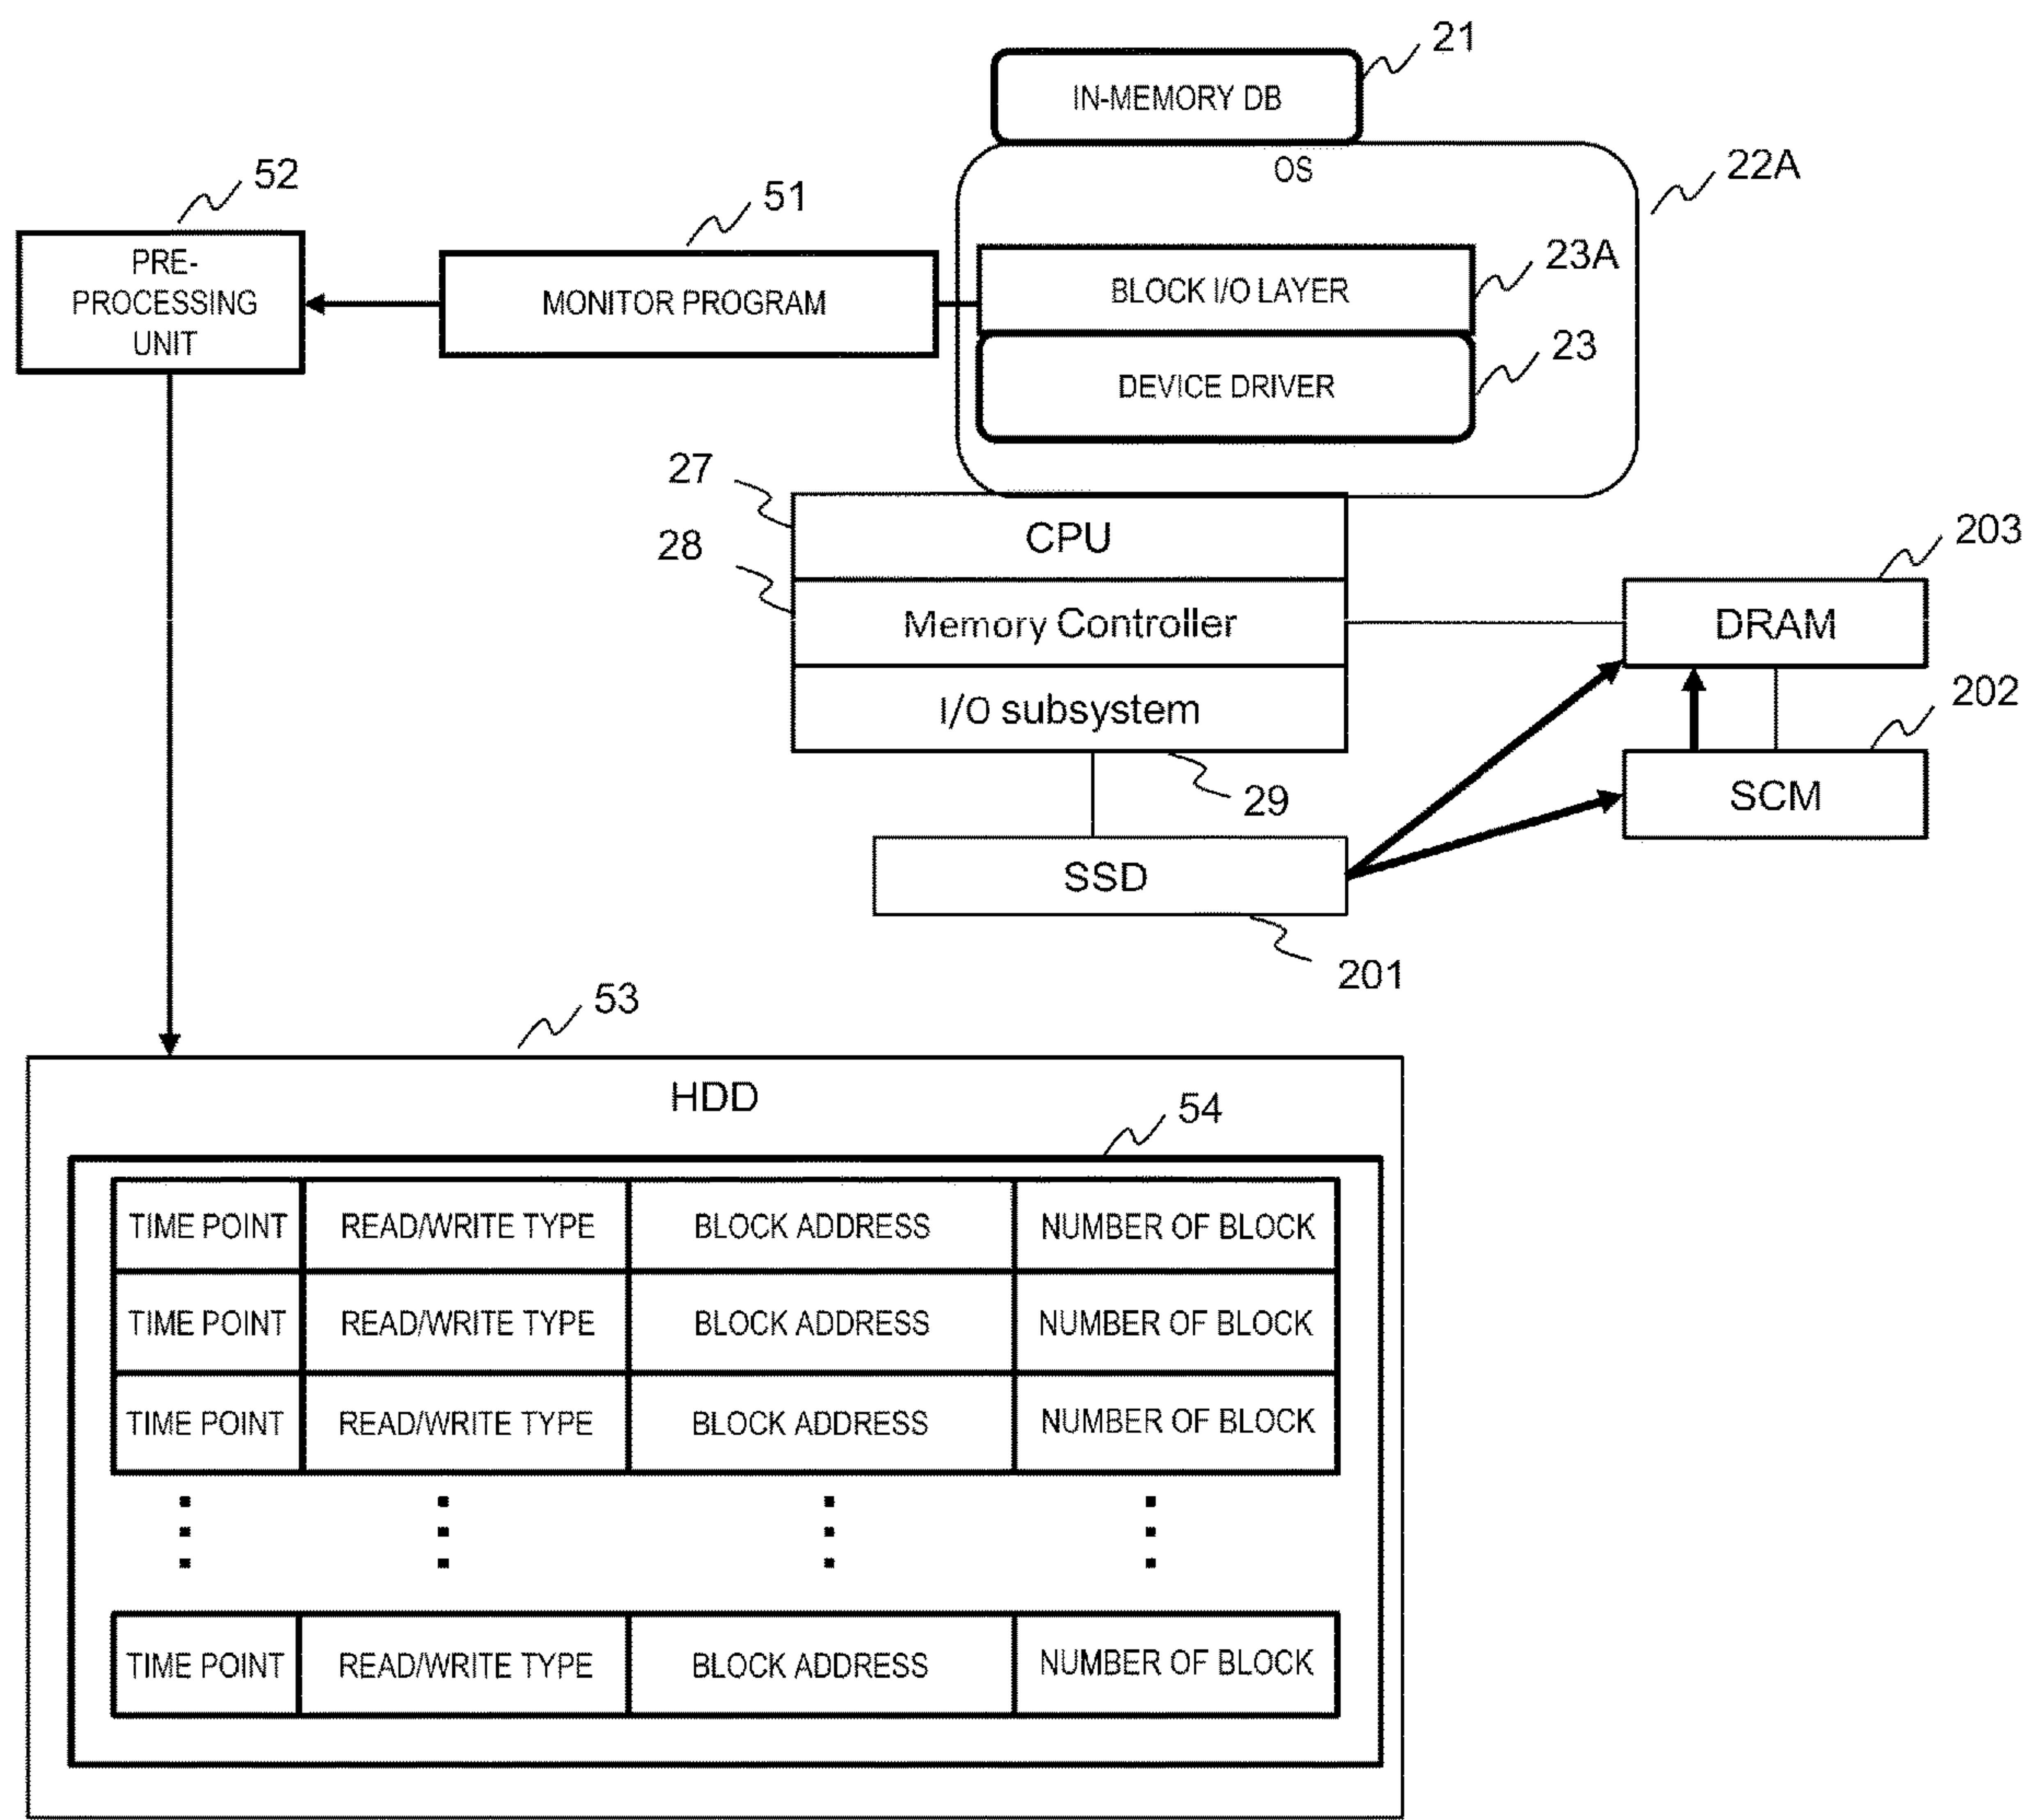 21
IN-MEMORY DB
OS
22A
52
51
PRE-
PROCESSING
UNIT
MONITOR PROGRAM
BLOCK I/O LAYER
23A
DEVICE DRIVER
23
27
CPU
28
Memory Controller
203
DRAM
I/O subsystem
202
29
SCM
SSD
201
53
HDD
54
TIME POINT READ/WRITE TYPE BLOCK ADDRESS NUMBER OF BLOCK
TIME POINT READ/WRITE TYPE BLOCK ADDRESS NUMBER OF BLOCK
TIME POINT READ/WRITE TYPE BLOCK ADDRESS NUMBER OF BLOCK
TIME POINT READ/WRITE TYPE BLOCK ADDRESS NUMBER OF BLOCK